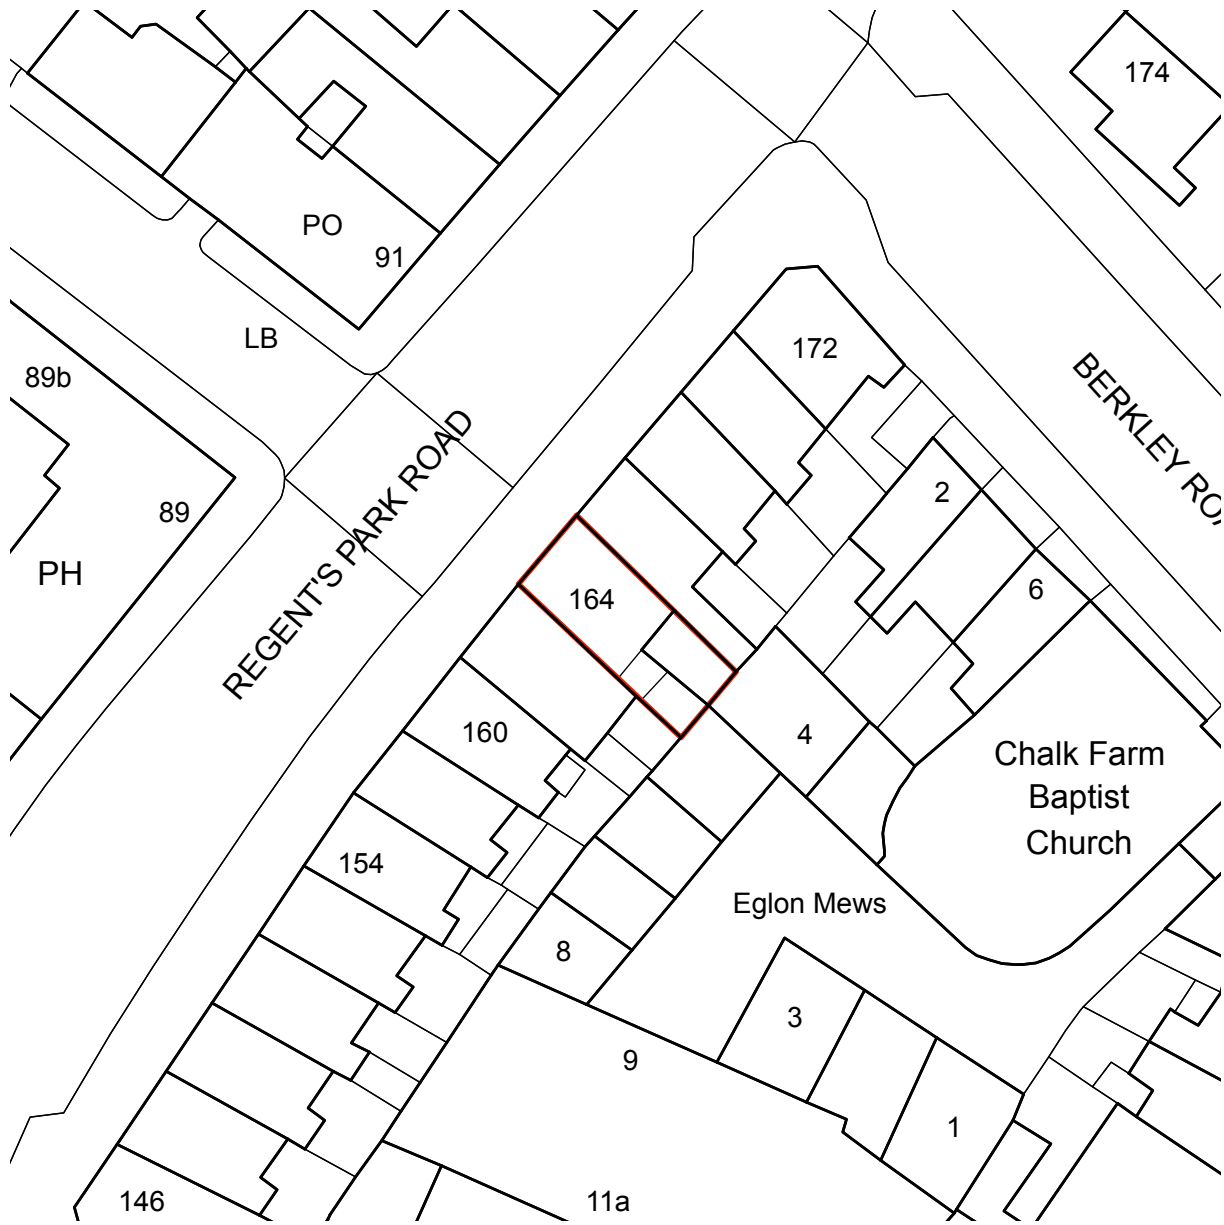 174
PO
91
LB
172
89b
BERKLEY ROA
REGENT'S PARK ROAD
2
89
PH
6
164
160
4
Chalk Farm
Baptist
Church
154
Eglon Mews
8
3
9
1
146
11a